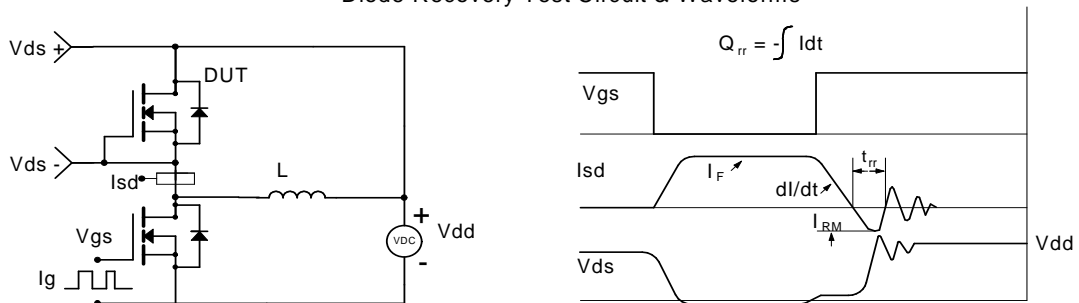 Diode Recovery Test Circuit & Waveforms
Vds +
DUT
Vds -
Isd
L
Vgs
Ig
VDC
+
-
Vdd
Q rr = -∫ Idt
Vgs
Isd
I F
dI/dt
t rr
I RM
Vdd
Vds